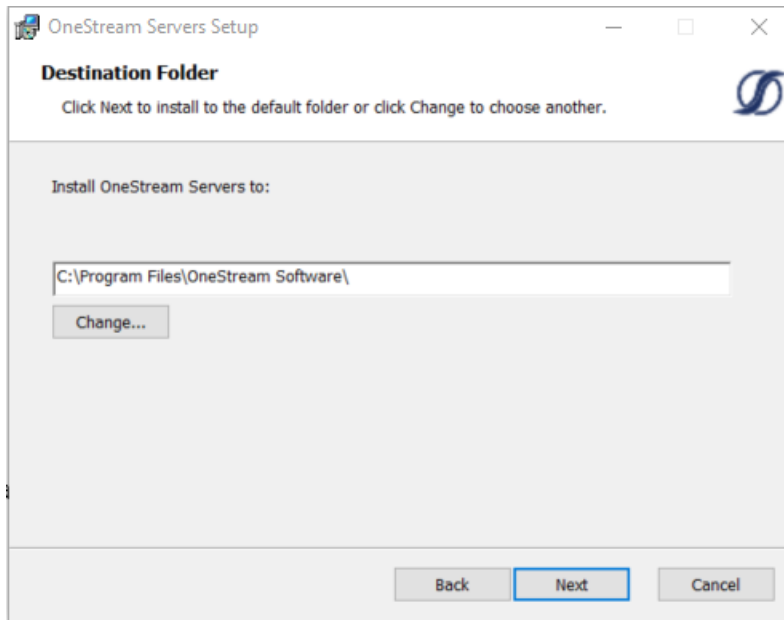 OneStream Servers Setup
Destination Folder
Click Next to install to the default folder or click Change to choose another.
Install OneStream Servers to:
C:\Program Files\OneStream Software\
Change...
Back Next Cancel